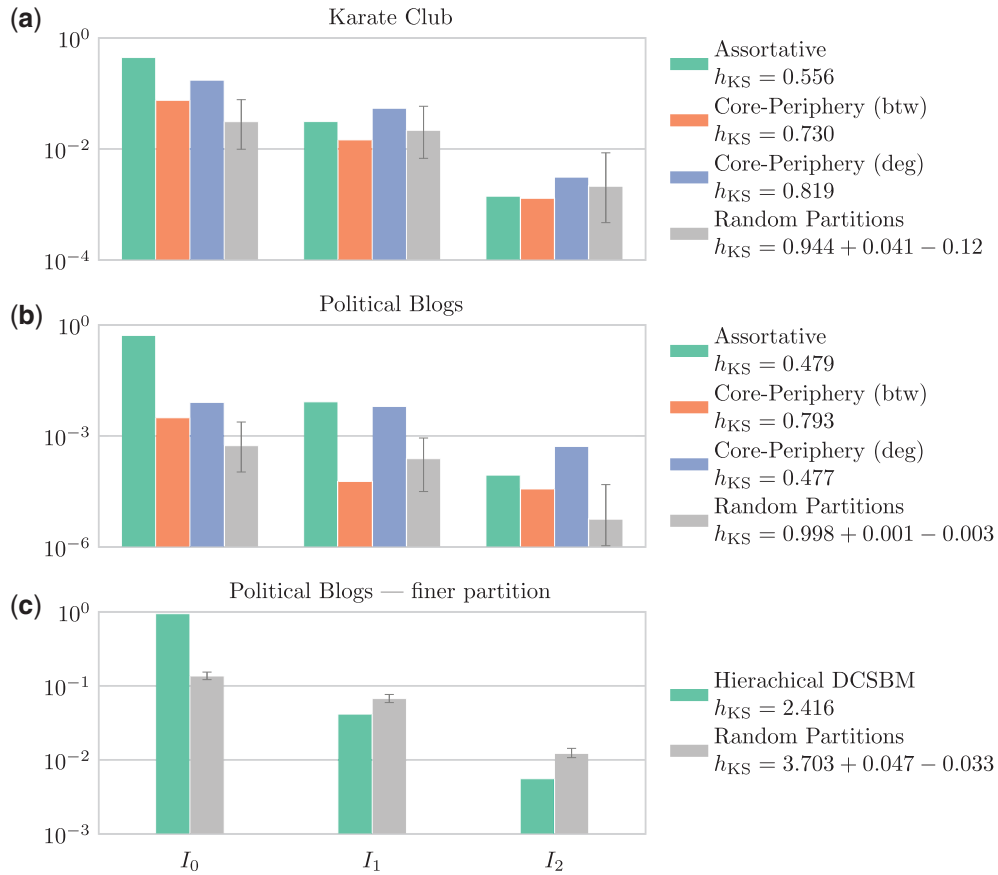 (a)
Karate Club
10^0
10^−2
10^−4
Assortative
h_KS = 0.556
Core-Periphery (btw)
h_KS = 0.730
Core-Periphery (deg)
h_KS = 0.819
Random Partitions
h_KS = 0.944 + 0.041 − 0.12
(b)
Political Blogs
10^0
10^−3
10^−6
Assortative
h_KS = 0.479
Core-Periphery (btw)
h_KS = 0.793
Core-Periphery (deg)
h_KS = 0.477
Random Partitions
h_KS = 0.998 + 0.001 − 0.003
(c)
Political Blogs — finer partition
10^0
10^−1
10^−2
10^−3
Hierachical DCSBM
h_KS = 2.416
Random Partitions
h_KS = 3.703 + 0.047 − 0.033
I_0 I_1 I_2